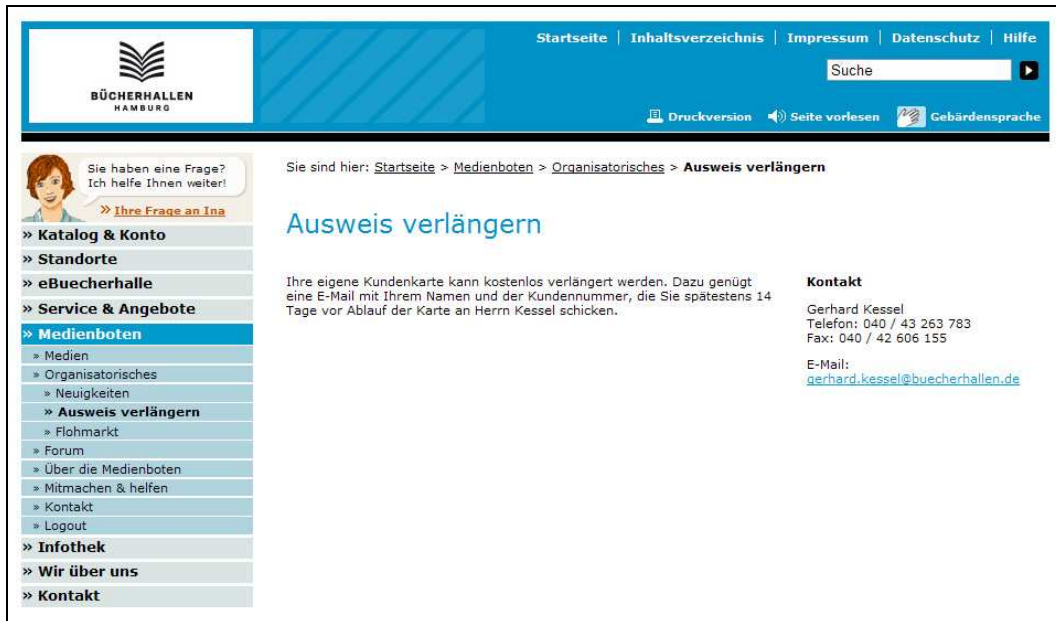 Startseite | Inhaltsverzeichnis | Impressum | Datenschutz | Hilfe
Suche
BÜCHERHALLEN
HAMBURG
Druckversion Seite vorlesen Gebärdensprache
Sie haben eine Frage?
Ich helfe Ihnen weiter!
» Ihre Frage an Ina
» Katalog & Konto
» Standorte
» eBuecherhalle
» Service & Angebote
» Medienboten
» Medien
» Organisatorisches
» Neuigkeiten
» Ausweis verlängern
» Flohmarkt
» Forum
» Über die Medienboten
» Mitmachen & helfen
» Kontakt
» Logout
» Infothek
» Wir über uns
» Kontakt
Sie sind hier: Startseite > Medienboten > Organisatorisches > Ausweis verlängern
Ausweis verlängern
Ihre eigene Kundenkarte kann kostenlos verlängert werden. Dazu genügt
eine E-Mail mit Ihrem Namen und der Kundennummer, die Sie spätestens 14
Tage vor Ablauf der Karte an Herrn Kessel schicken.
Kontakt
Gerhard Kessel
Telefon: 040 / 43 263 783
Fax: 040 / 42 606 155
E-Mail:
gerhard.kessel@buecherhallen.de